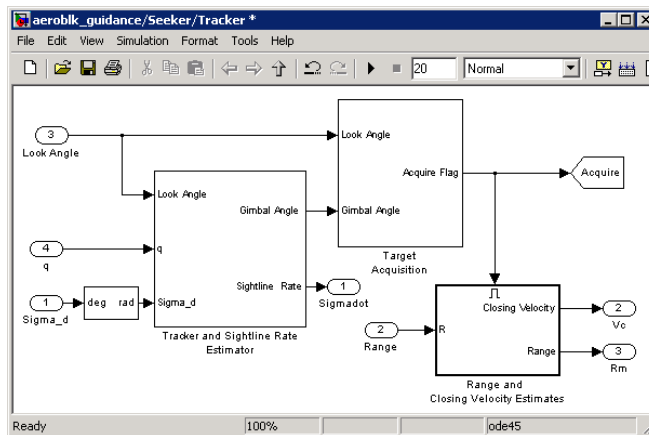 aeroblk_guidance/Seeker/Tracker *
File Edit View Simulation Format Tools Help
20 Normal
3
Look Angle
Look Angle
Acquire Flag
Gimbal Angle
Target
Acquisition
Acquire
Look Angle
Gimbal Angle
q
Sightline Rate
Sigma_d
Tracker and Sightline Rate
Estimator
4
q
1
Sigma_d
deg rad
1
Sigmadot
2
Range
Closing Velocity
R
Range
Range and
Closing Velocity Estimates
2
Vc
3
Rm
Ready 100% ode45